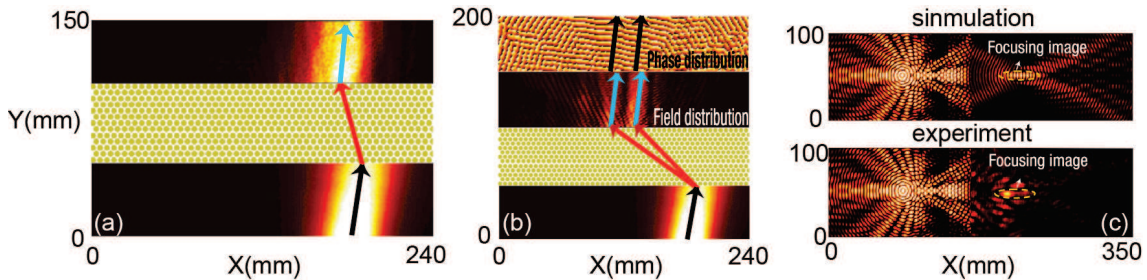 150
Y(mm)
(a)
0
0
240
X(mm)
200
(b)
Phase distribution
Field distribution
0
0
240
X(mm)
sinmulation
100
Focusing image
0
experiment
100
Focusing image
(c)
0
0
350
X(mm)